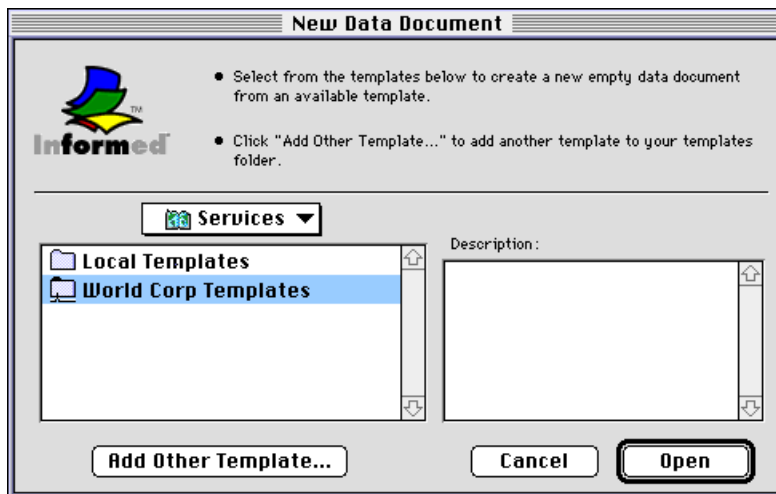 New Data Document
• Select from the templates below to create a new empty data document
from an available template.
• Click "Add Other Template..." to add another template to your templates
folder.
Informed™
Services
Description:
Local Templates
World Corp Templates
Add Other Template...
Cancel
Open